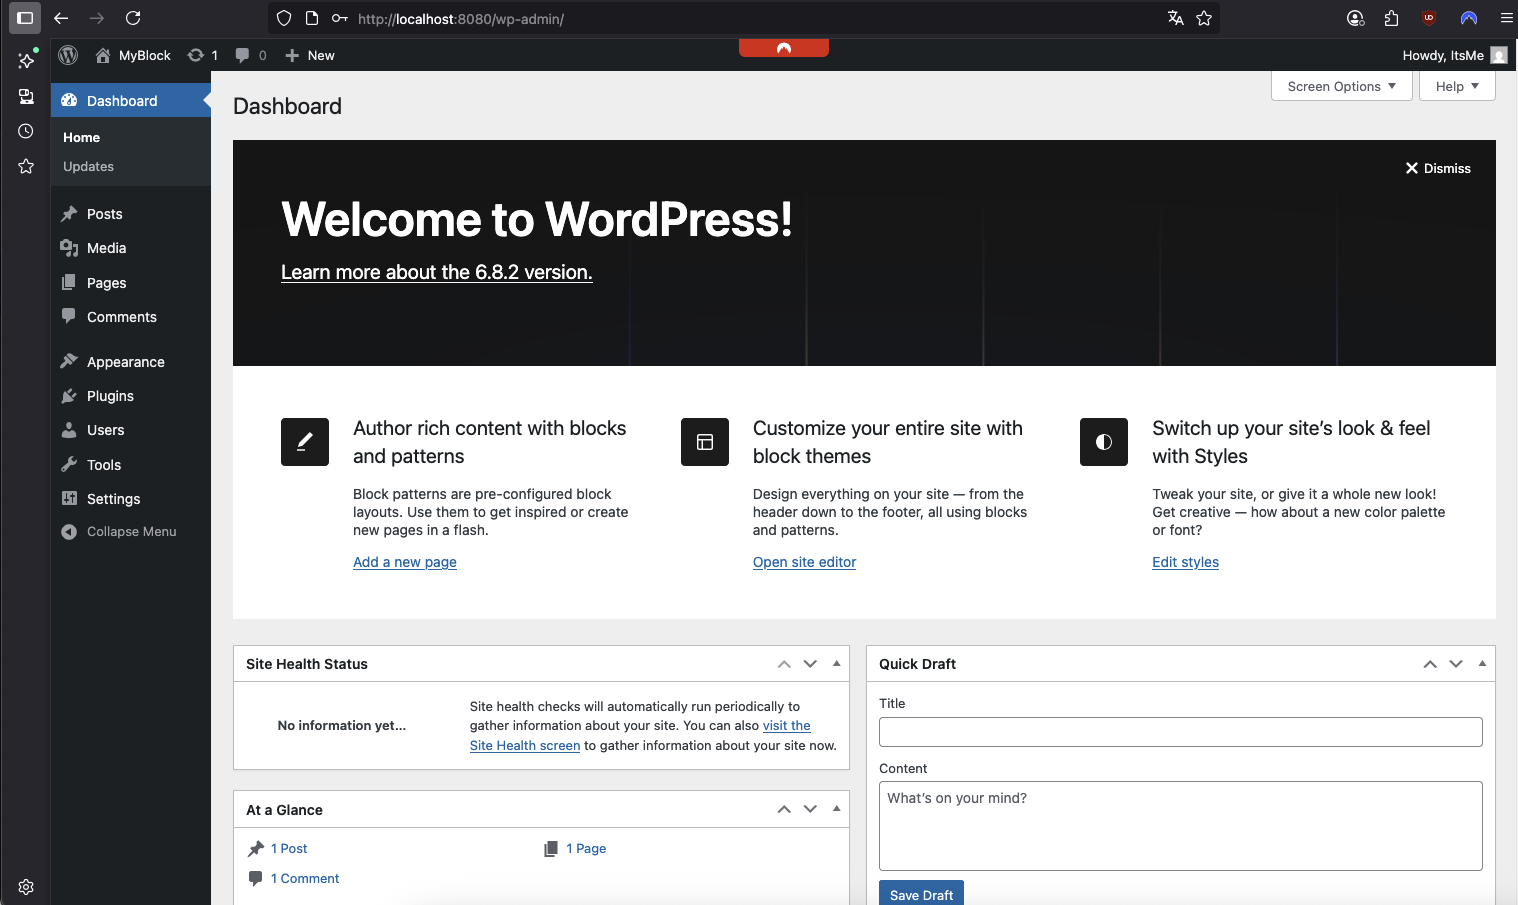 http://localhost:8080/wp-admin/
MyBlock
1
0
New
Howdy, ItsMe
Dashboard
Home
Updates
Posts
Media
Pages
Comments
Appearance
Plugins
Users
Tools
Settings
Collapse Menu
Dashboard
Screen Options
Help
Dismiss
Welcome to WordPress!
Learn more about the 6.8.2 version.
Author rich content with blocks
and patterns
Block patterns are pre-configured block
layouts. Use them to get inspired or create
new pages in a flash.
Add a new page
Customize your entire site with
block themes
Design everything on your site — from the
header down to the footer, all using blocks
and patterns.
Open site editor
Switch up your site’s look & feel
with Styles
Tweak your site, or give it a whole new look!
Get creative — how about a new color palette
or font?
Edit styles
Site Health Status
No information yet...
Site health checks will automatically run periodically to
gather information about your site. You can also visit the
Site Health screen to gather information about your site now.
At a Glance
1 Post
1 Page
1 Comment
Quick Draft
Title
Content
What’s on your mind?
Save Draft